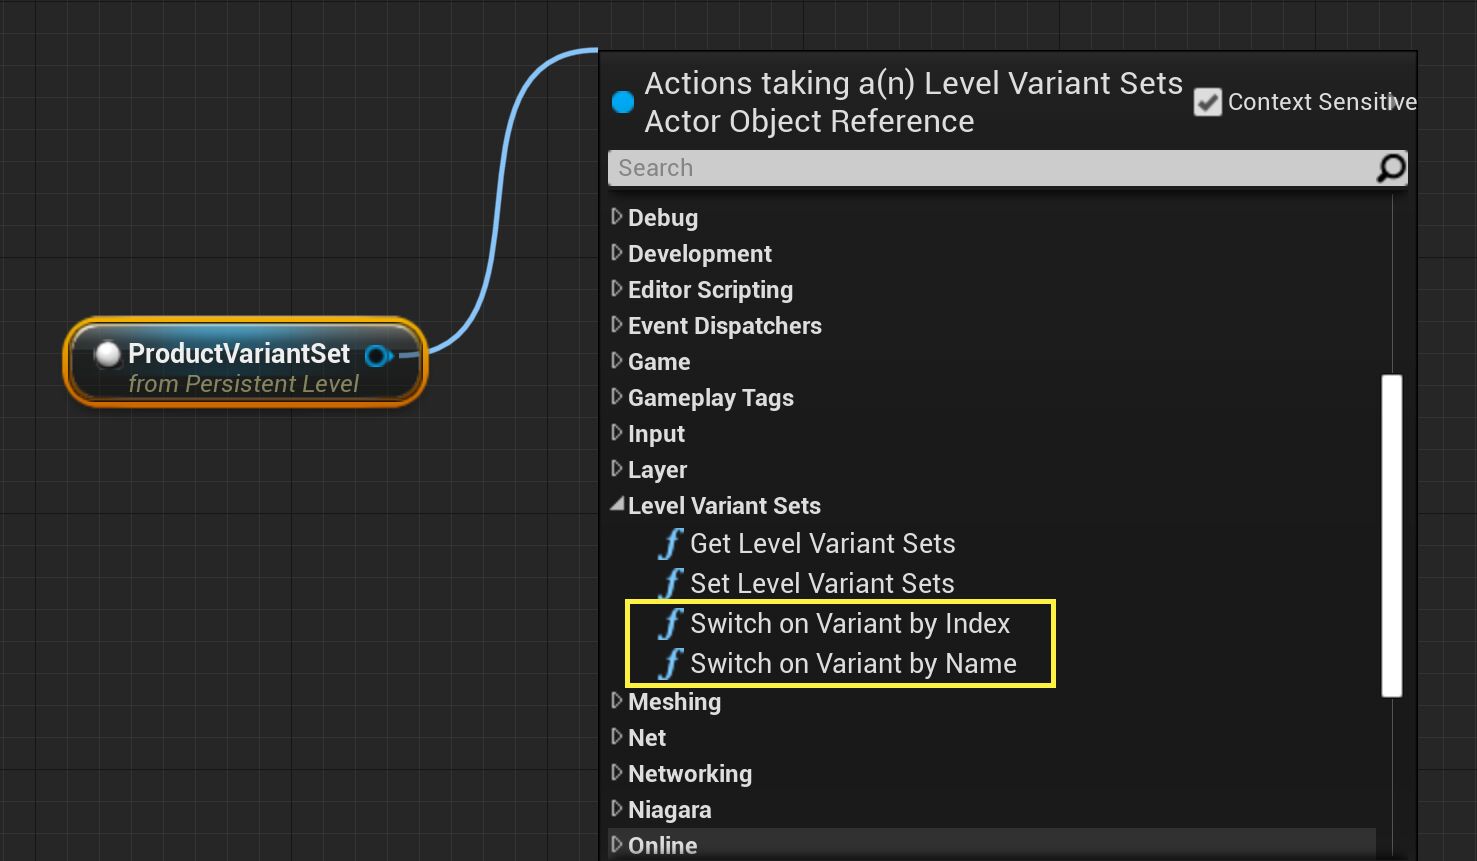 Actions taking a(n) Level Variant Sets
Actor Object Reference
Context Sensitive
Search
Debug
Development
Editor Scripting
Event Dispatchers
Game
Gameplay Tags
Input
Layer
Level Variant Sets
Get Level Variant Sets
Set Level Variant Sets
Switch on Variant by Index
Switch on Variant by Name
Meshing
Net
Networking
Niagara
Online
ProductVariantSet
from Persistent Level